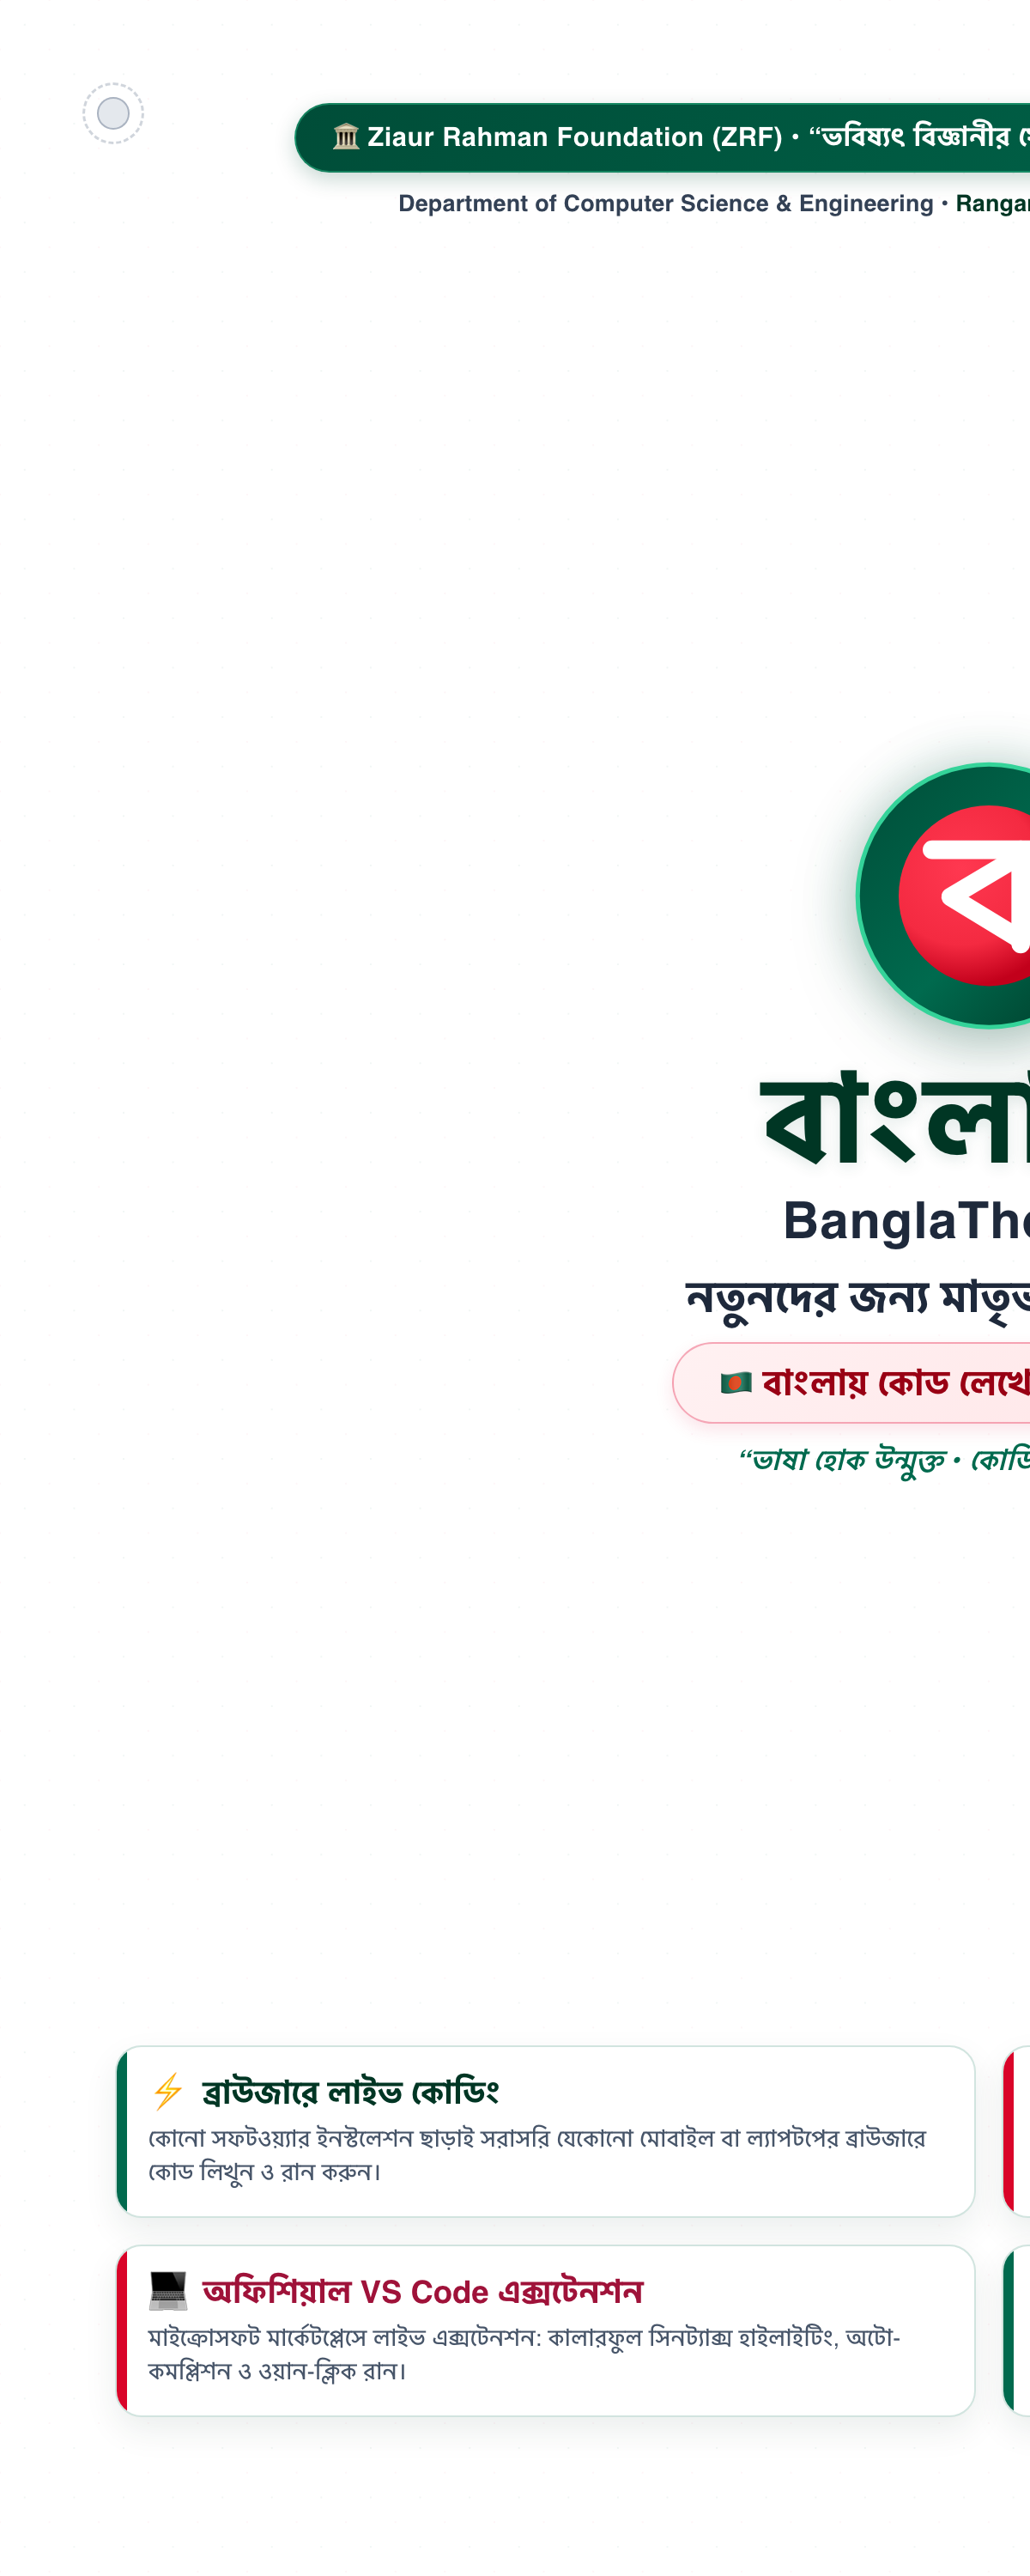 Ziaur Rahman Foundation (ZRF) • “ভবিষ্যৎ বিজ্ঞানীর
Department of Computer Science & Engineering •
ব
বাংলা
নতুনদের জন্য
বাংলায় কোড
“ভাষা হোক উন্মুক্ত •
ব্রাউজারে লাইভ কোডিং
কোনো সফটওয়্যার ইনস্টলেশন ছাড়াই সরাসরি যেকোনো মোবাইল বা ল্যাপটপের ব্রাউজারে
কোড লিখুন ও রান করুন।
অফিশিয়াল VS Code এক্সটেনশন
মাইক্রোসফট মার্কেটপ্লেসে লাইভ এক্সটেনশন: কালারফুল সিনট্যাক্স হাইলাইটিং, অটো-
কমপ্লিশন ও ওয়ান-ক্লিক রান।